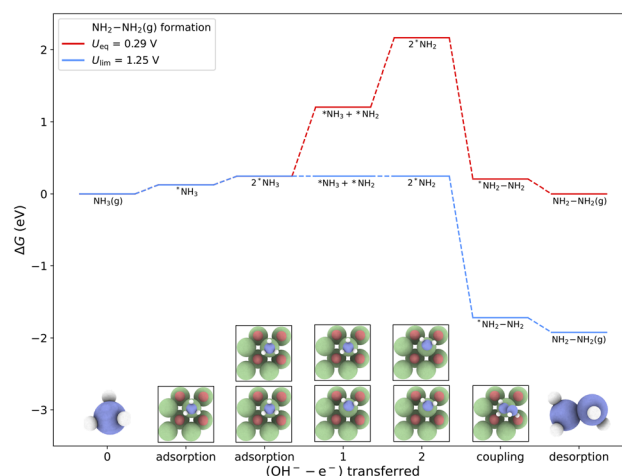 NH₂−NH₂(g) formation
U_eq = 0.29 V
U_lim = 1.25 V
ΔG (eV)
2
1
0
−1
−2
−3
2*NH₂
*NH₃ + *NH₂
NH₃(g)
*NH₃
2*NH₃
*NH₃ + *NH₂
2*NH₂
*NH₂−NH₂
NH₂−NH₂(g)
*NH₂−NH₂
NH₂−NH₂(g)
0 adsorption adsorption 1 2 coupling desorption
(OH⁻ − e⁻) transferred